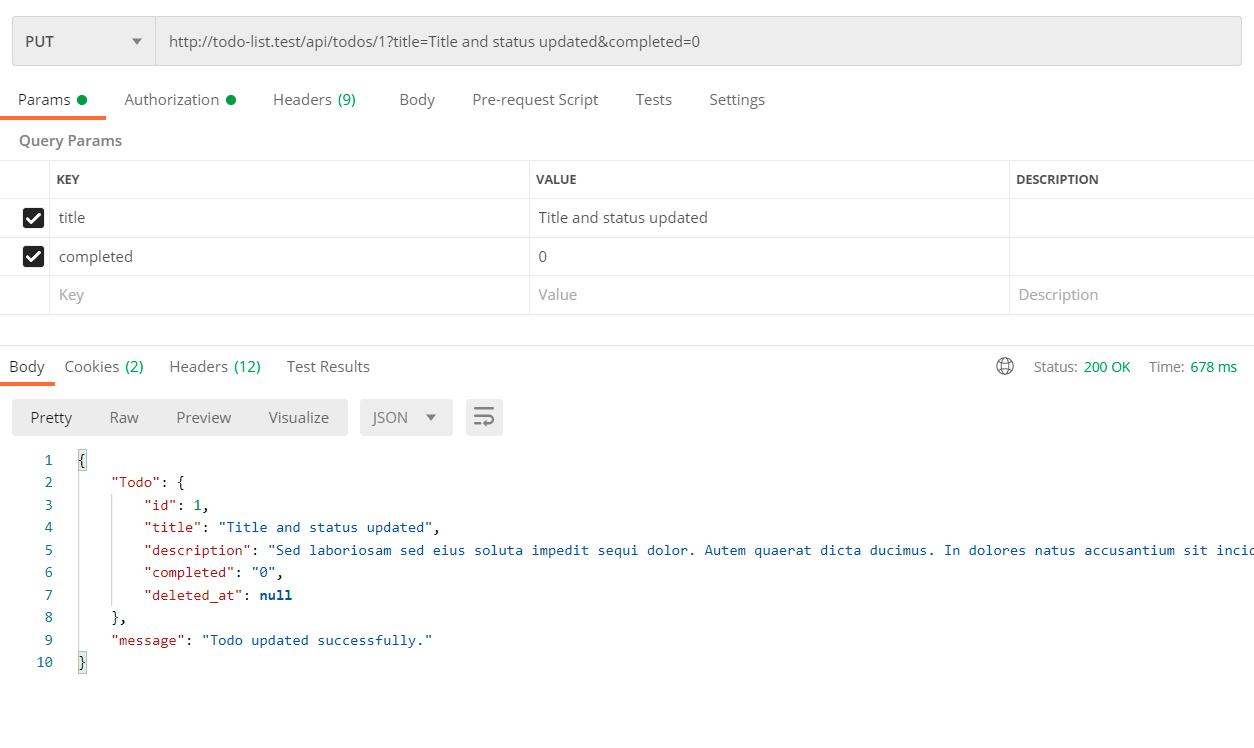 PUT http://todo-list.test/api/todos/1?title=Title and status updated&completed=0
Params Authorization Headers (9) Body Pre-request Script Tests Settings
Query Params
KEY VALUE DESCRIPTION
title Title and status updated
completed 0
Key Value Description
Body Cookies (2) Headers (12) Test Results Status: 200 OK Time: 678 ms
Pretty Raw Preview Visualize JSON
1 {
2 "Todo": {
3 "id": 1,
4 "title": "Title and status updated",
5 "description": "Sed laboriosam sed eius soluta impedit sequi dolor. Autem quaerat dicta ducimus. In dolores natus accusantium sit
6 "completed": "0",
7 "deleted_at": null
8 },
9 "message": "Todo updated successfully."
10 }